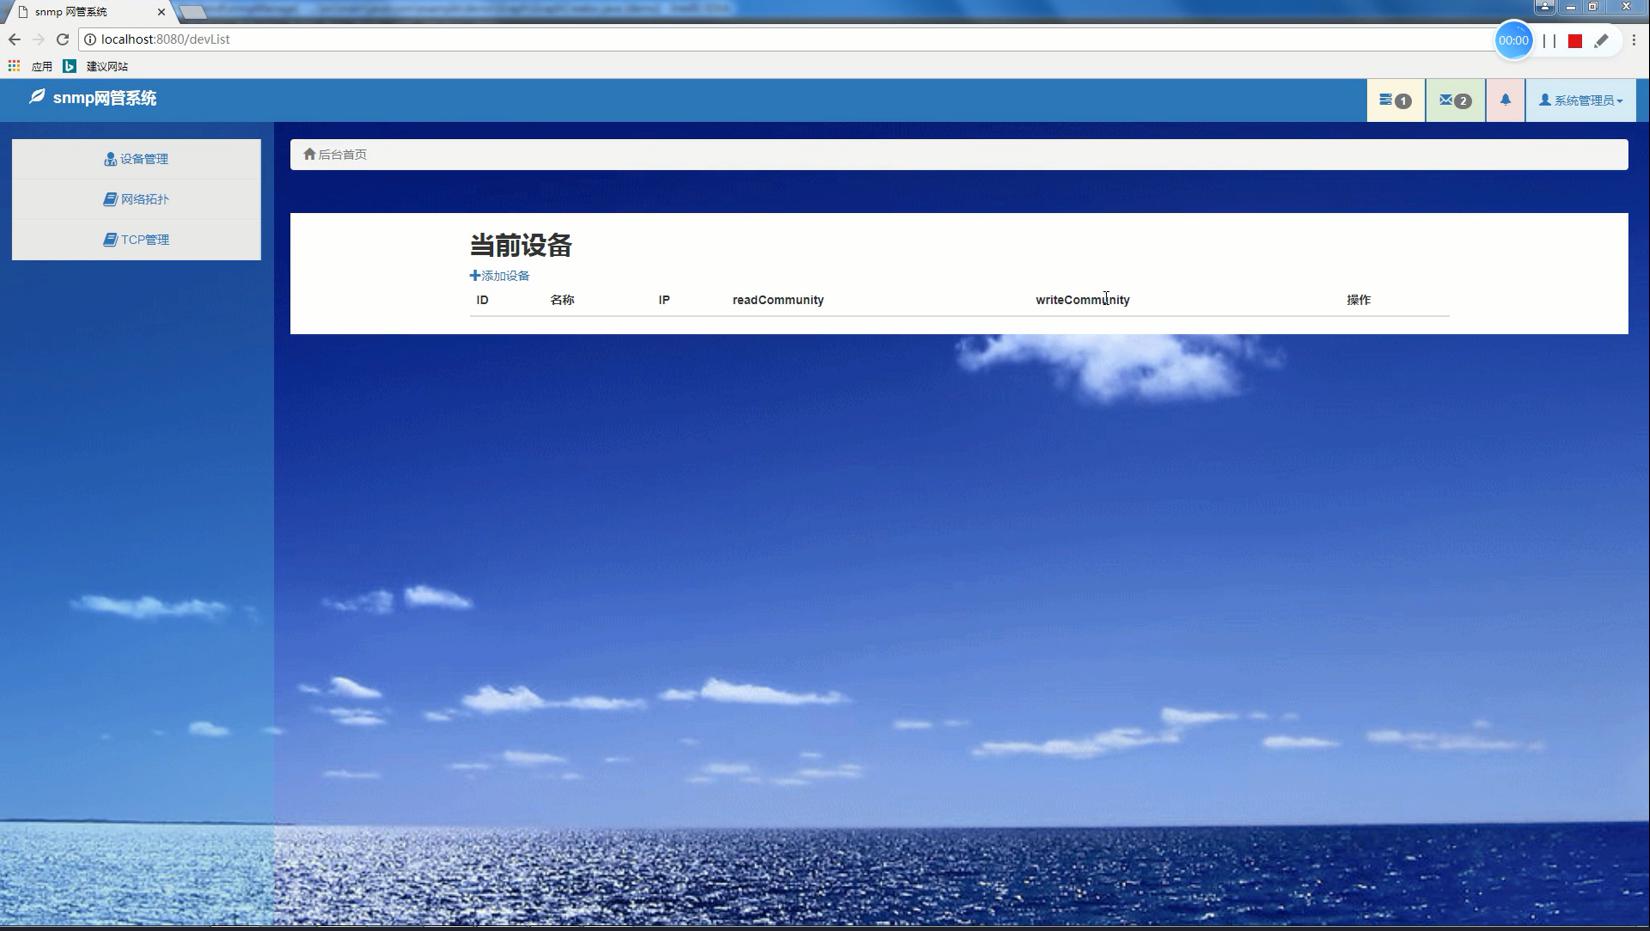 snmp 网管系统
localhost:8080/devList
00:00
应用 建议网站
snmp网管系统
1 2 系统管理员
设备管理
网络拓扑
TCP管理
后台首页
当前设备
添加设备
ID 名称 IP readCommunity writeCommunity 操作